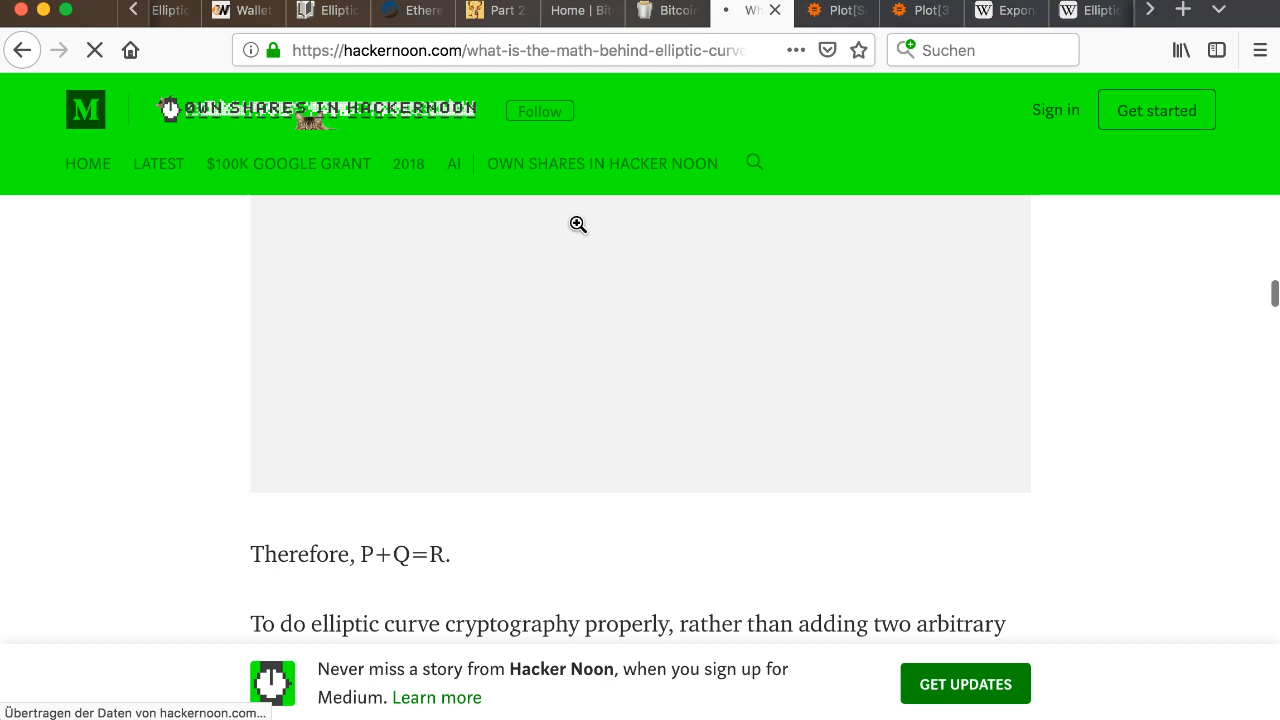 Elliptic
Wallet
Elliptic
Ethere
Part 2
Home | Bit
Bitcoin
Wh
Plot[S
Plot[3
Expon
Elliptic
https://hackernoon.com/what-is-the-math-behind-elliptic-curve
Suchen
M
OWN SHARES IN HACKERNOON
Follow
Sign in
Get started
HOME
LATEST
$100K GOOGLE GRANT
2018
AI
OWN SHARES IN HACKER NOON
Therefore, P+Q=R.
To do elliptic curve cryptography properly, rather than adding two arbitrary
Never miss a story from Hacker Noon, when you sign up for
Medium. Learn more
GET UPDATES
Übertragen der Daten von hackernoon.com...